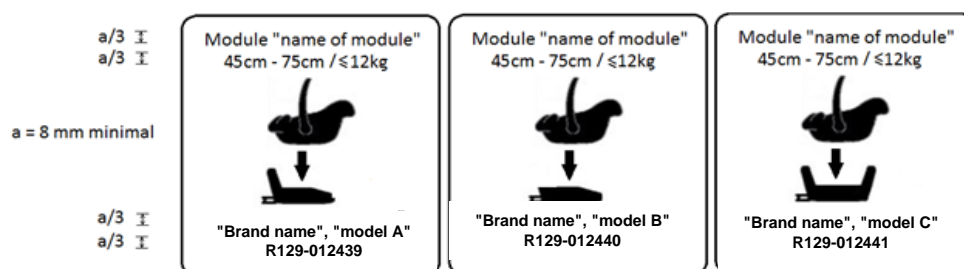 a/3
a/3
a = 8 mm minimal
a/3
a/3
Module "name of module"
45cm - 75cm / ⩽12kg
"Brand name", "model A"
R129-012439
Module "name of module"
45cm - 75cm / ⩽12kg
"Brand name", "model B"
R129-012440
Module "name of module"
45cm - 75cm / ⩽12kg
"Brand name", "model C"
R129-012441